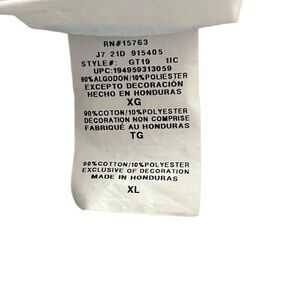 RN#15763
J7 21D 915405
STYLE#: GT19 1IC
UPC:194959313059
90%ALGODON/10%POLIESTER
EXCEPTO DECORACIÓN
HECHO EN HONDURAS
XG
90%COTON/10%POLYESTER
DECORATION NON COMPRISE
FABRIQUÉ AU HONDURAS
TG
90%COTTON/10%POLYESTER
EXCLUSIVE OF DECORATION
MADE IN HONDURAS
XL